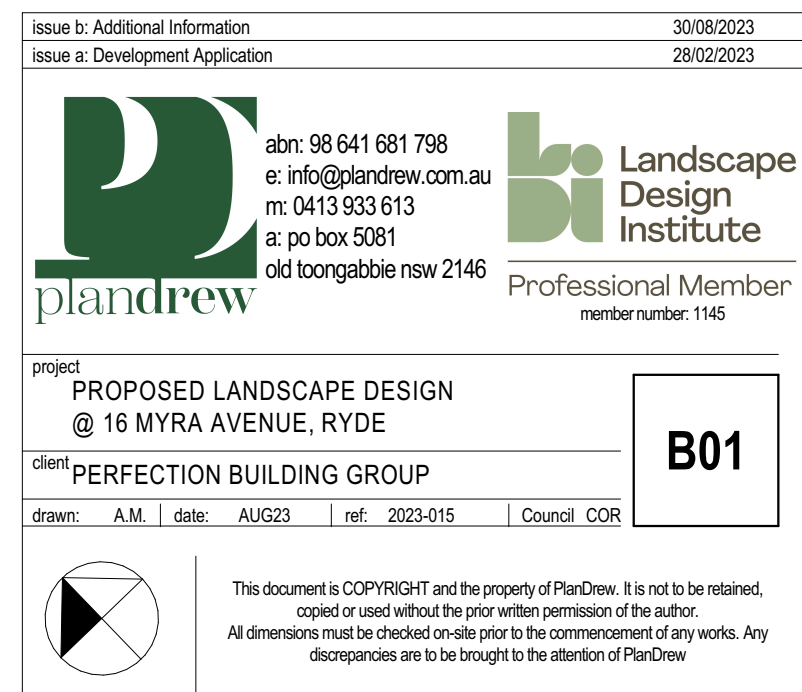 issue b: Additional Information 30/08/2023
issue a: Development Application 28/02/2023
PD
plandrew
abn: 98 641 681 798
e: info@plandrew.com.au
m: 0413 933 613
a: po box 5081
old toongabbie nsw 2146
LDI
Landscape
Design
Institute
Professional Member
member number: 1145
project
PROPOSED LANDSCAPE DESIGN
@ 16 MYRA AVENUE, RYDE
B01
client PERFECTION BUILDING GROUP
drawn: A.M. date: AUG23 ref: 2023-015 Council COR
This document is COPYRIGHT and the property of PlanDrew. It is not to be retained,
copied or used without the prior written permission of the author.
All dimensions must be checked on-site prior to the commencement of any works. Any
discrepancies are to be brought to the attention of PlanDrew